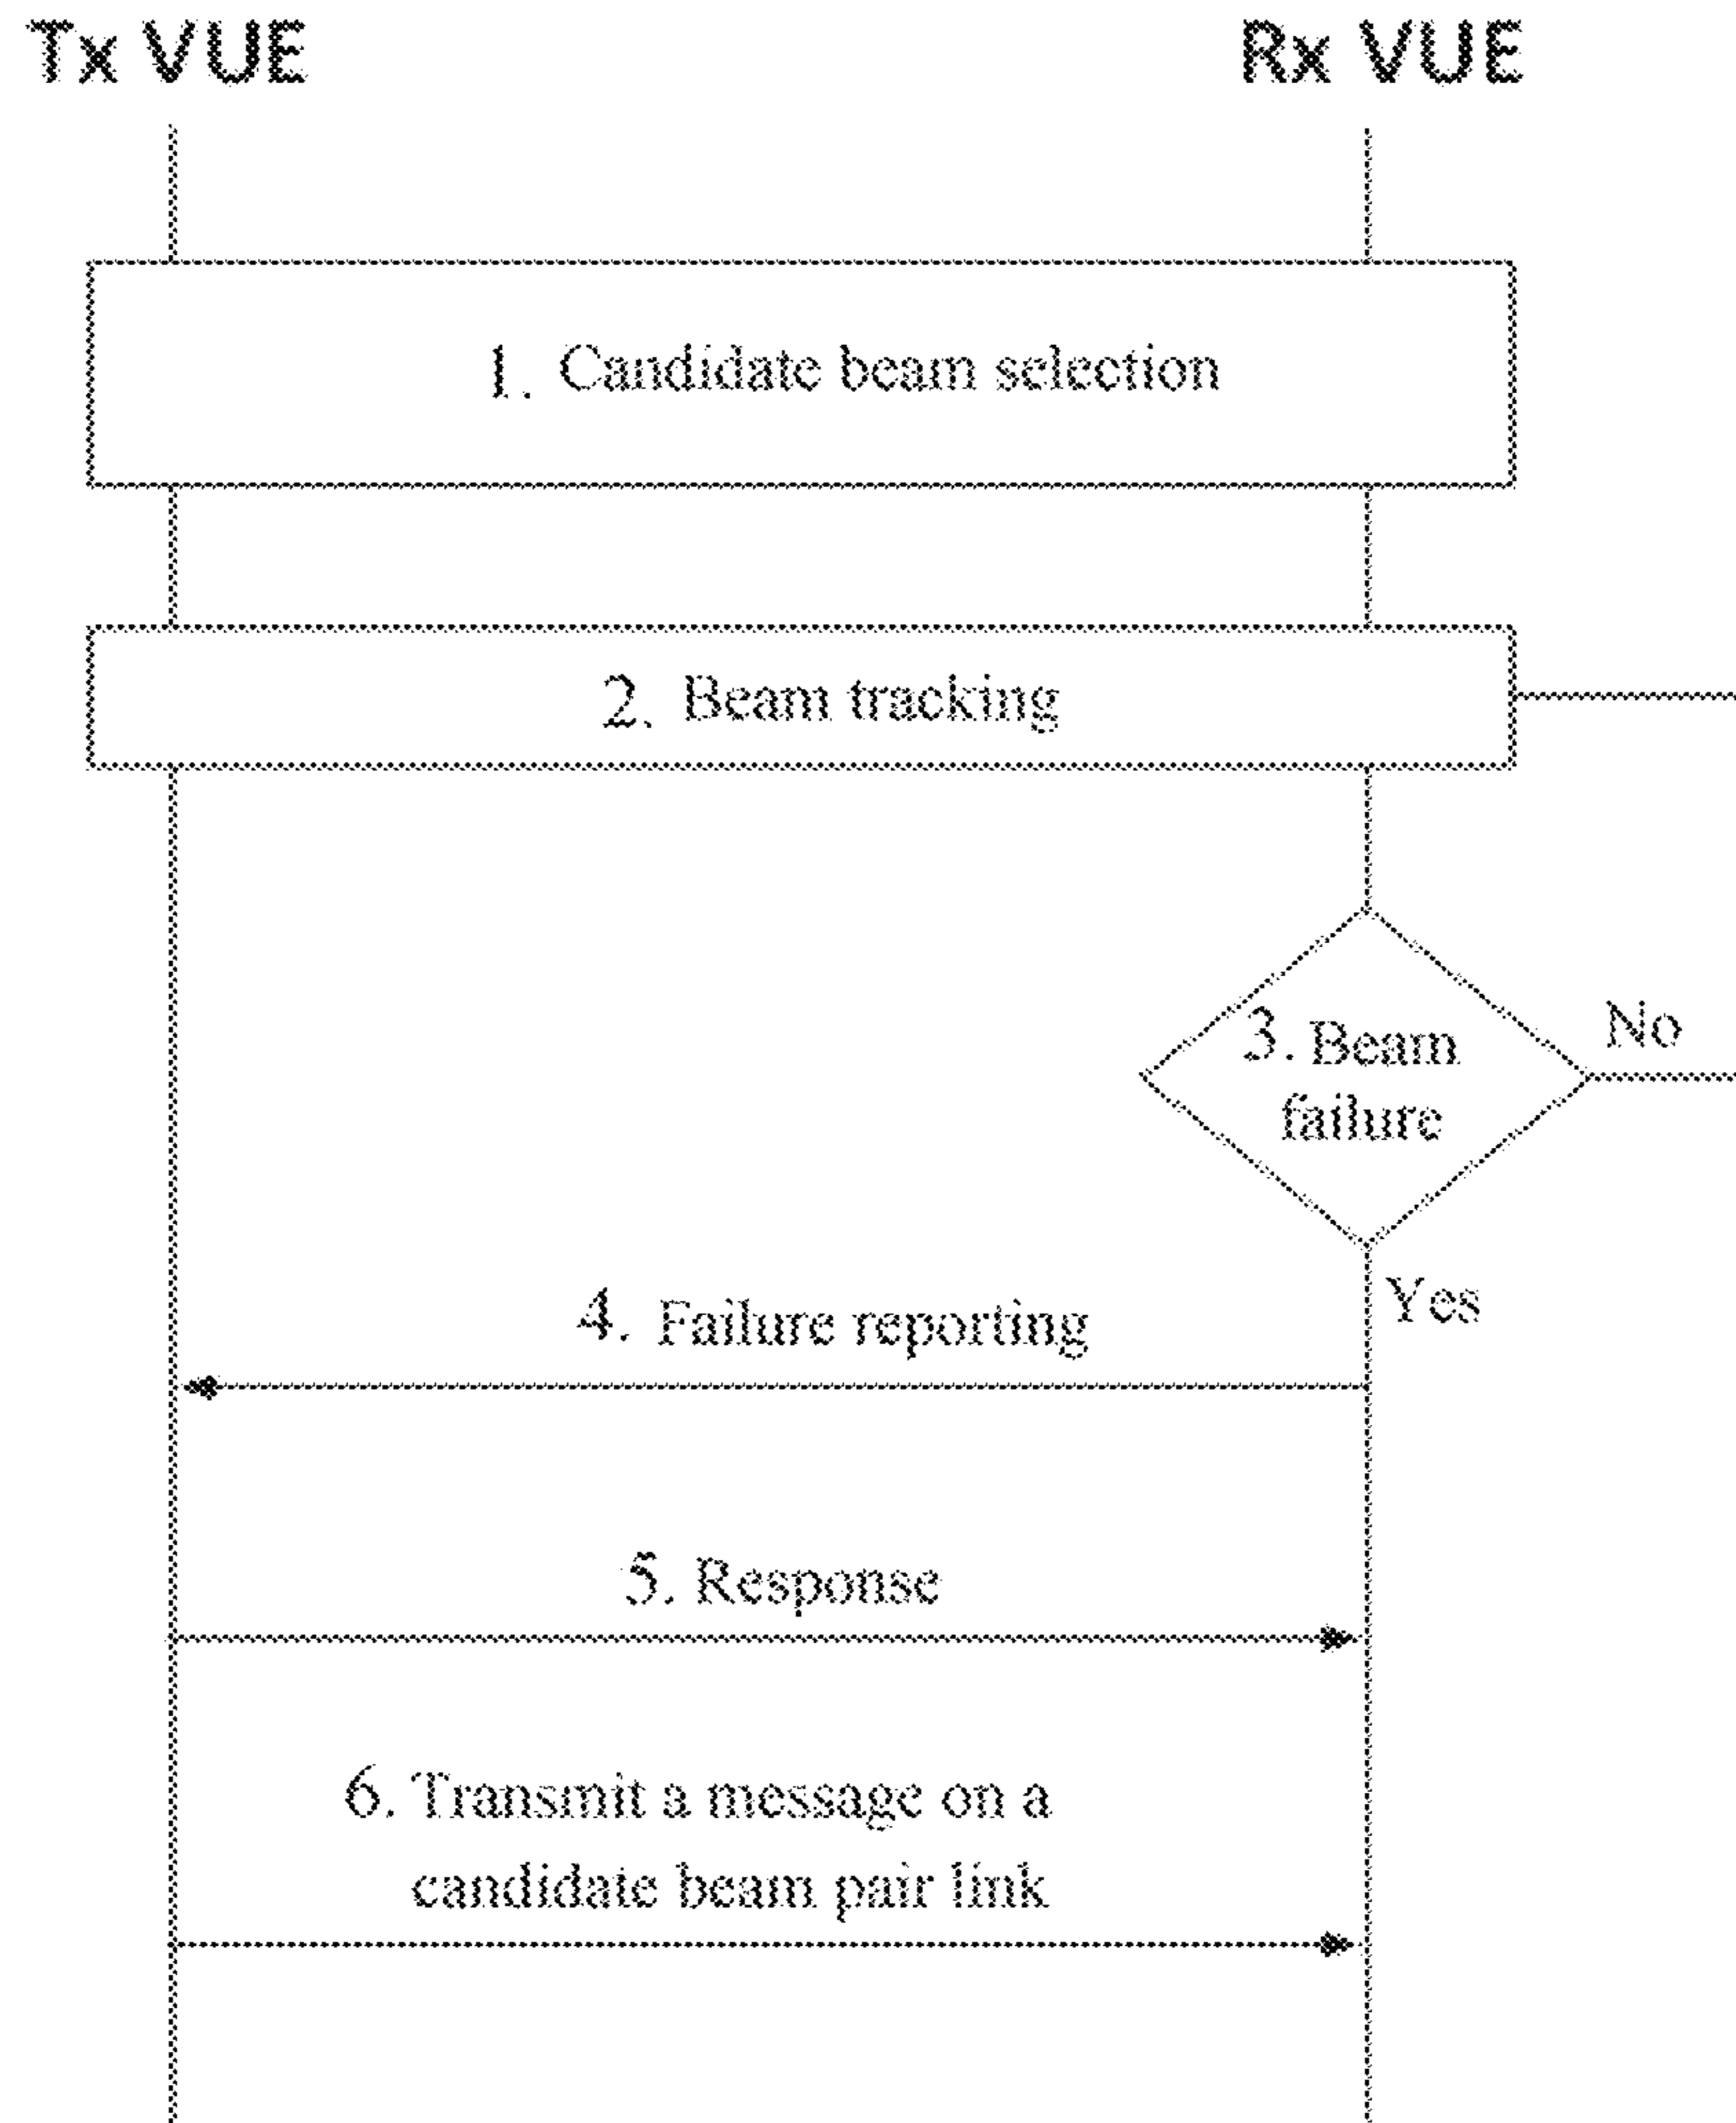 Tx VUE
Rx VUE
1. Candidate beam selection
2. Beam tracking
3. Beam
failure
No
Yes
4. Failure reporting
5. Response
6. Transmit a message on a
candidate beam pair link